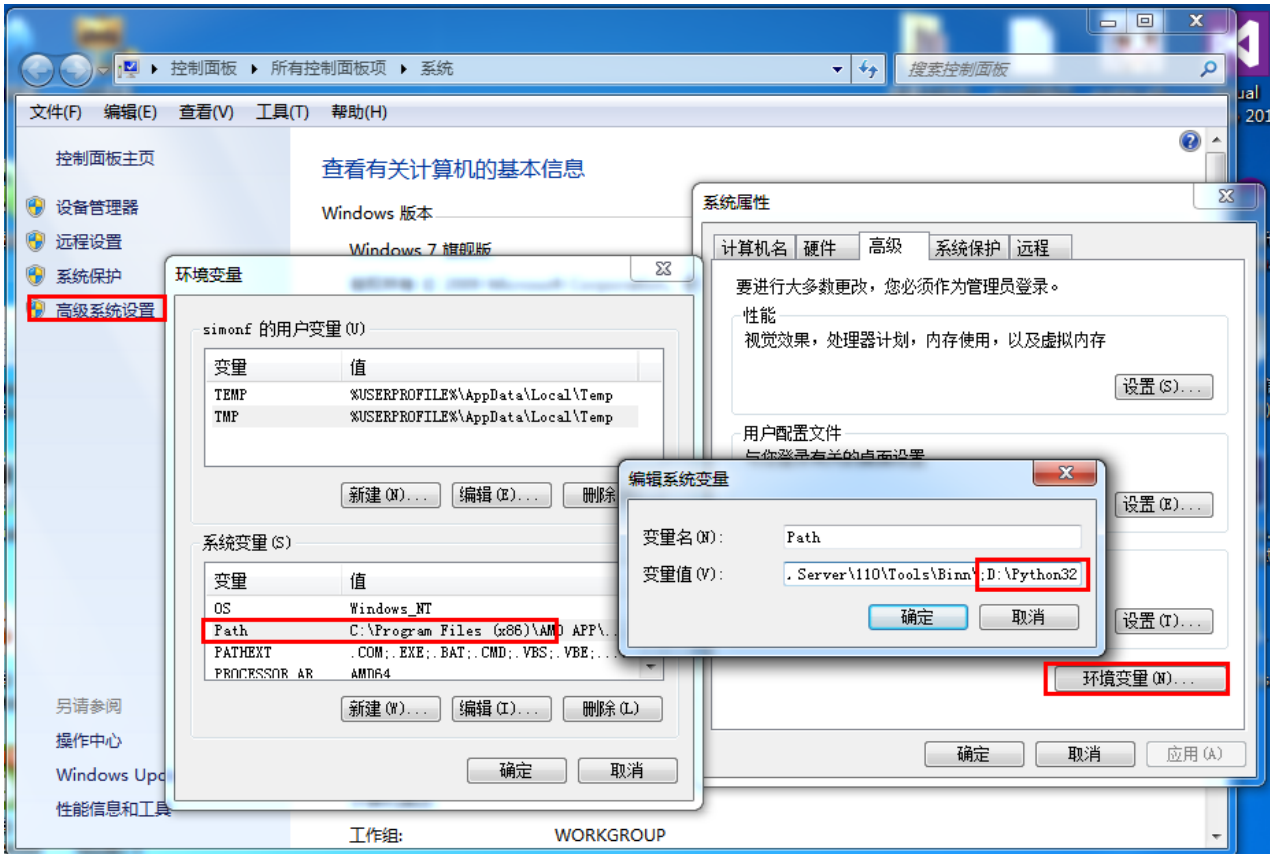 控制面板 所有控制面板项 系统
搜索控制面板
文件(F) 编辑(E) 查看(V) 工具(T) 帮助(H)
控制面板主页
设备管理器
远程设置
系统保护
高级系统设置
另请参阅
操作中心
Windows Upd
性能信息和工具
查看有关计算机的基本信息
Windows 版本
Windows 7 旗舰版
工作组: WORKGROUP
ual
201
环境变量
simonf 的用户变量(U)
变量 值
TEMP %USERPROFILE%\AppData\Local\Temp
TMP %USERPROFILE%\AppData\Local\Temp
新建(N)... 编辑(E)... 删除
系统变量(S)
变量 值
OS Windows_NT
Path C:\Program Files (x86)\AMD APP\...
PATHEXT .COM;.EXE;.BAT;.CMD;.VBS;.VBE;...
PROCESSOR_AR AMD64
新建(W)... 编辑(I)... 删除(L)
确定 取消
系统属性
计算机名 硬件 高级 系统保护 远程
要进行大多数更改，您必须作为管理员登录。
性能
视觉效果，处理器计划，内存使用，以及虚拟内存
设置(S)...
用户配置文件
与您登录有关的桌面设置
设置(E)...
设置(T)...
环境变量(N)...
确定 取消 应用(A)
编辑系统变量
变量名(N): Path
变量值(V): . Server\110\Tools\Binn\;D:\Python32
确定 取消